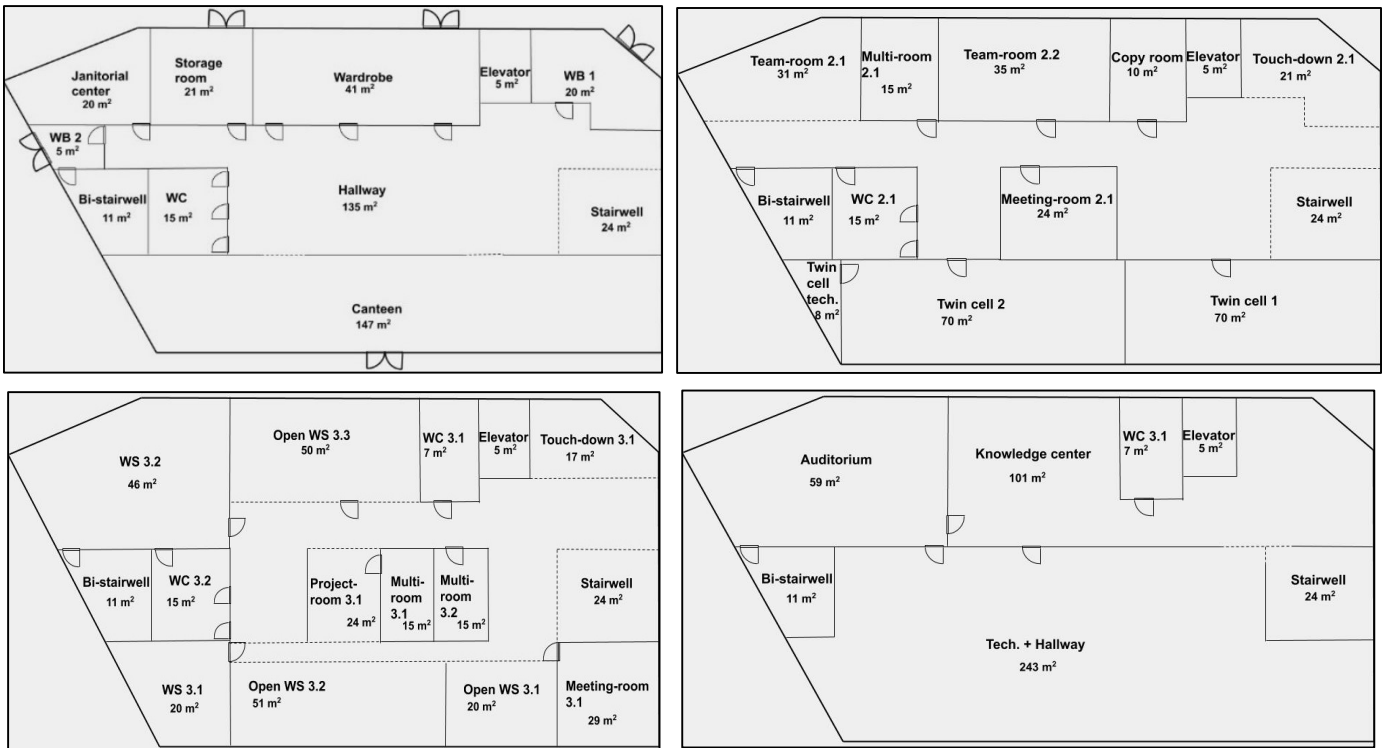 Janitorial
center
20 m²
Storage
room
21 m²
Wardrobe
41 m²
Elevator
5 m²
WB 1
20 m²
WB 2
5 m²
Bi-stairwell
11 m²
WC
15 m²
Hallway
135 m²
Stairwell
24 m²
Canteen
147 m²
Team-room 2.1
31 m²
Multi-room
2.1
15 m²
Team-room 2.2
35 m²
Copy room
10 m²
Elevator
5 m²
Touch-down 2.1
21 m²
Bi-stairwell
11 m²
WC 2.1
15 m²
Meeting-room 2.1
24 m²
Stairwell
24 m²
Twin
cell
tech.
8 m²
Twin cell 2
70 m²
Twin cell 1
70 m²
WS 3.2
46 m²
Open WS 3.3
50 m²
WC 3.1
7 m²
Elevator
5 m²
Touch-down 3.1
17 m²
Bi-stairwell
11 m²
WC 3.2
15 m²
Project-
room 3.1
24 m²
Multi-
room
3.1
15 m²
Multi-
room
3.2
15 m²
Stairwell
24 m²
WS 3.1
20 m²
Open WS 3.2
51 m²
Open WS 3.1
20 m²
Meeting-room
3.1
29 m²
Auditorium
59 m²
Knowledge center
101 m²
WC 3.1
7 m²
Elevator
5 m²
Bi-stairwell
11 m²
Stairwell
24 m²
Tech. + Hallway
243 m²